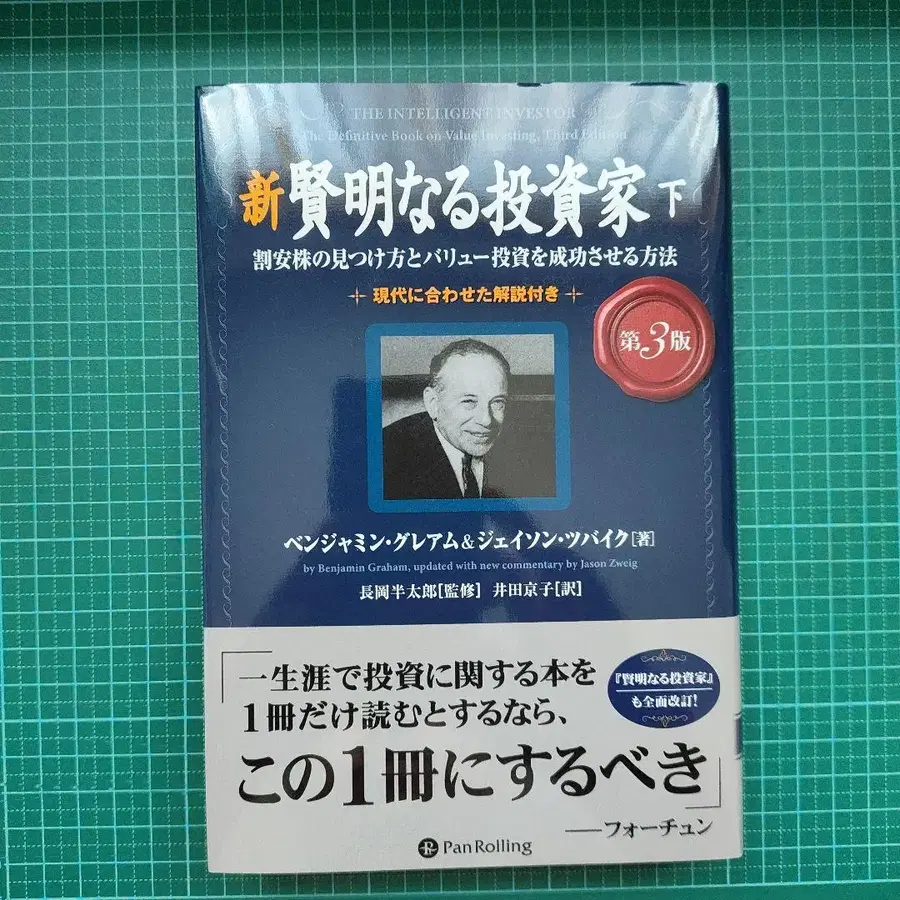 THE INTELLIGENT INVESTOR
The Definitive Book on Value Investing, Third Edition
新 賢明なる投資家 下
割安株の見つけ方とバリュー投資を成功させる方法
現代に合わせた解説付き
第3版
ベンジャミン・グレアム&ジェイソン・ツバイク[著]
by Benjamin Graham, updated with new commentary by Jason Zweig
長岡半太郎[監修] 井田京子[訳]
「一生涯で投資に関する本を
1冊だけ読むとするなら、
この1冊にするべき」
──フォーチュン
『賢明なる投資家』
も全面改訂!
PanRolling